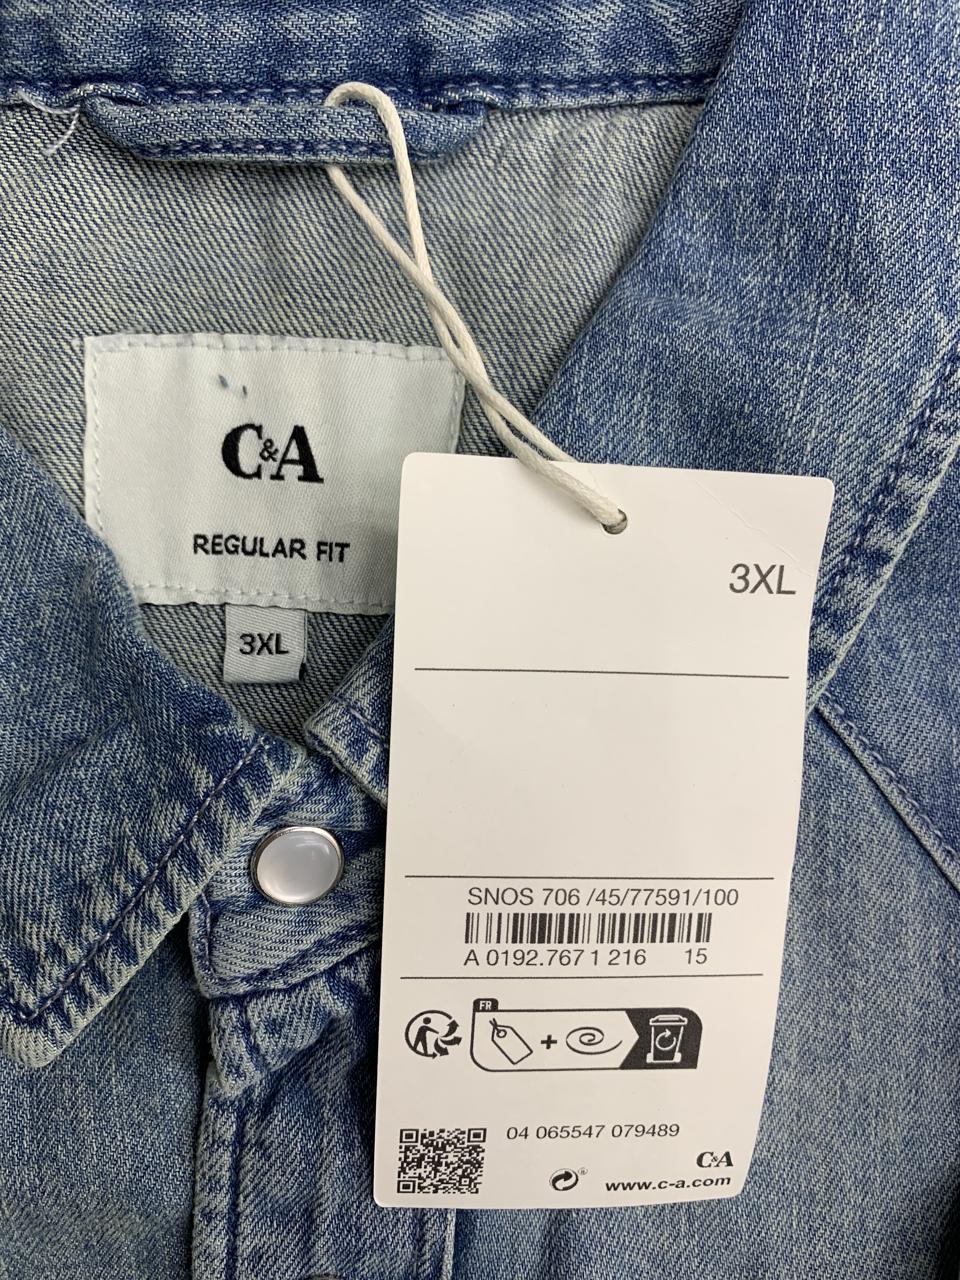 C&A
REGULAR FIT
3XL
3XL
SNOS 706 /45/77591/100
A 0192.767 1 216 15
FR
+
04 065547 079489
C&A
www.c-a.com